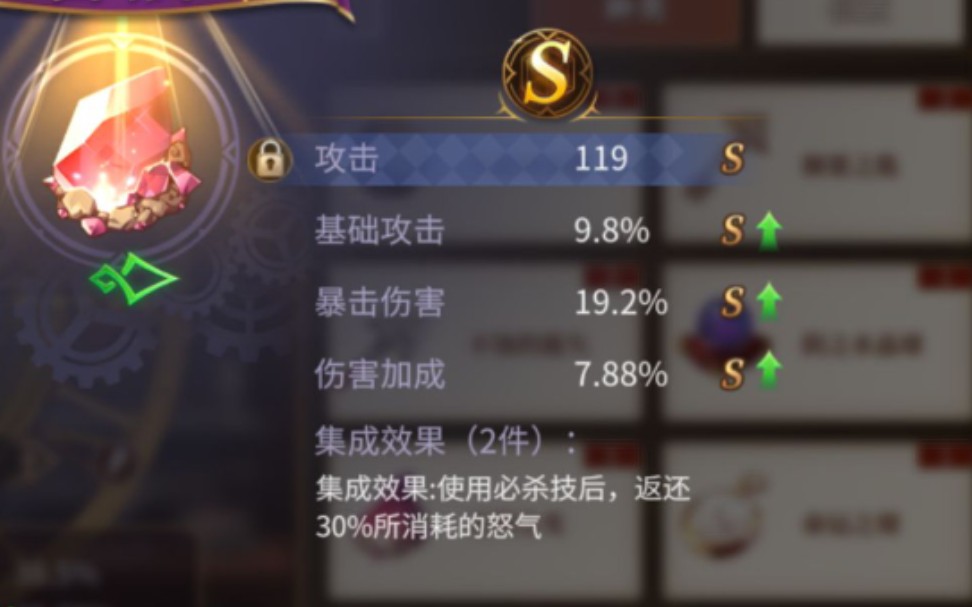 S
攻击 119 S
基础攻击 9.8% S
暴击伤害 19.2% S
伤害加成 7.88% S
集成效果（2件）：
集成效果:使用必杀技后，返还
30%所消耗的怒气